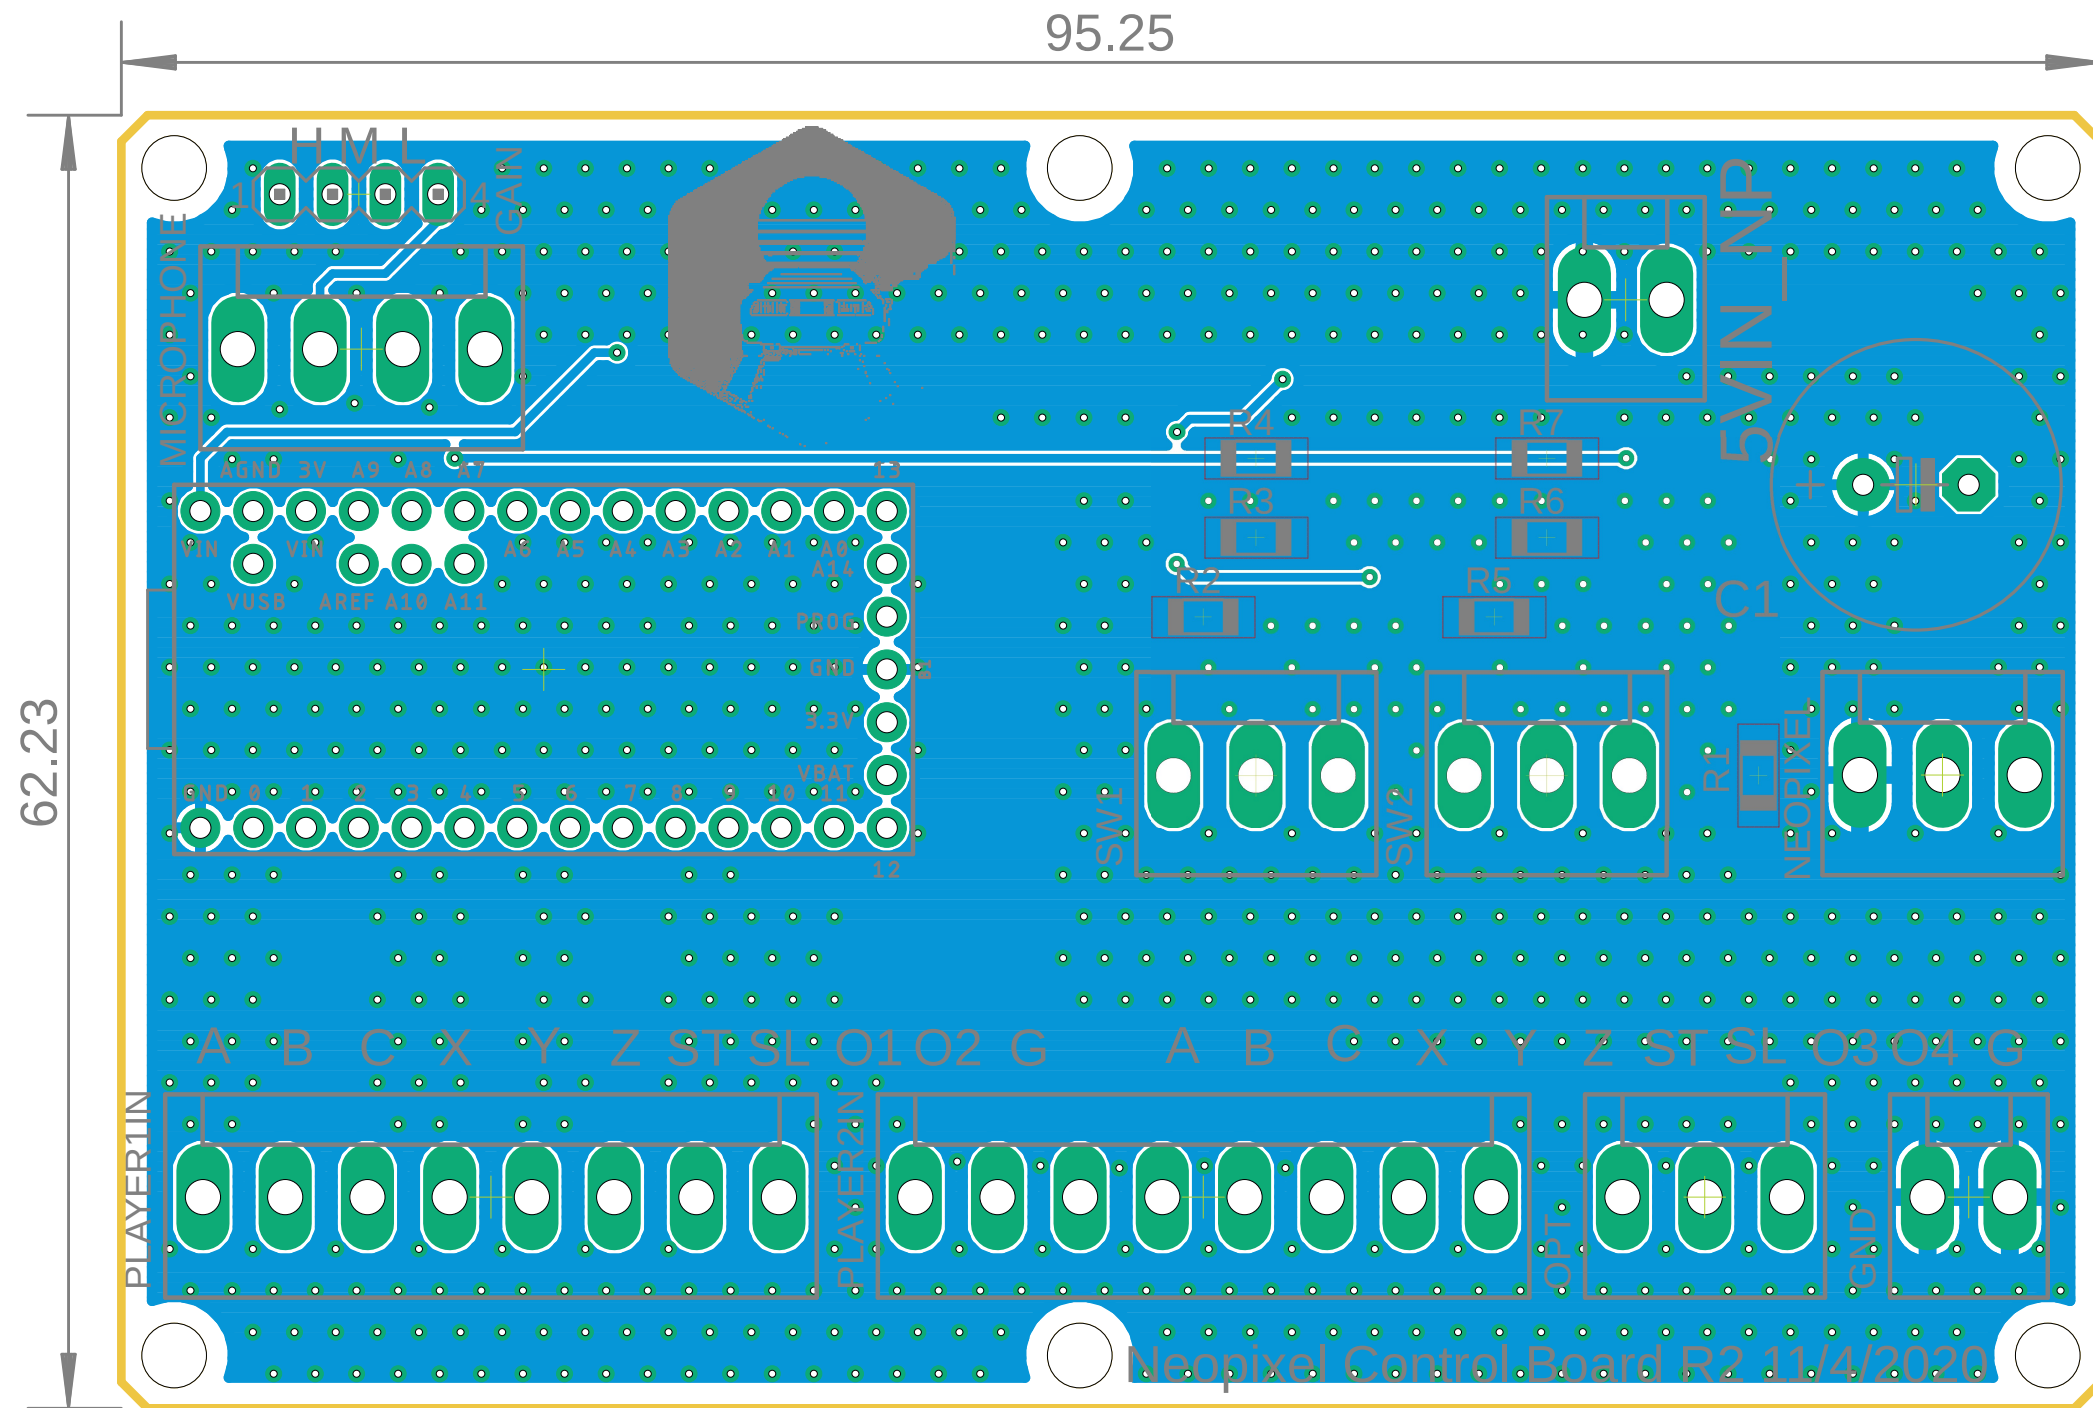 95.25
62.23
H M L
1 4
GAIN
MICROPHONE
5VIN_NP
R4 R7
AGND 3V A9 A8 A7 13
R3 R6
VIN VIN A6 A5 A4 A3 A2 A1 A0
A14
R2 R5
+
C1
VUSB AREF A10 A11
PROG
GND B1
3.3V
VBAT
R1
NEOPIXEL
SW1
SW2
GND 0 1 2 3 4 5 6 7 8 9 10 11
12
A B C X Y Z ST SL O1 O2 G A B C X Y Z ST SL O3 O4 G
PLAYER1IN
PLAYER2IN
OPT
GND
Neopixel Control Board R2 11/4/2020